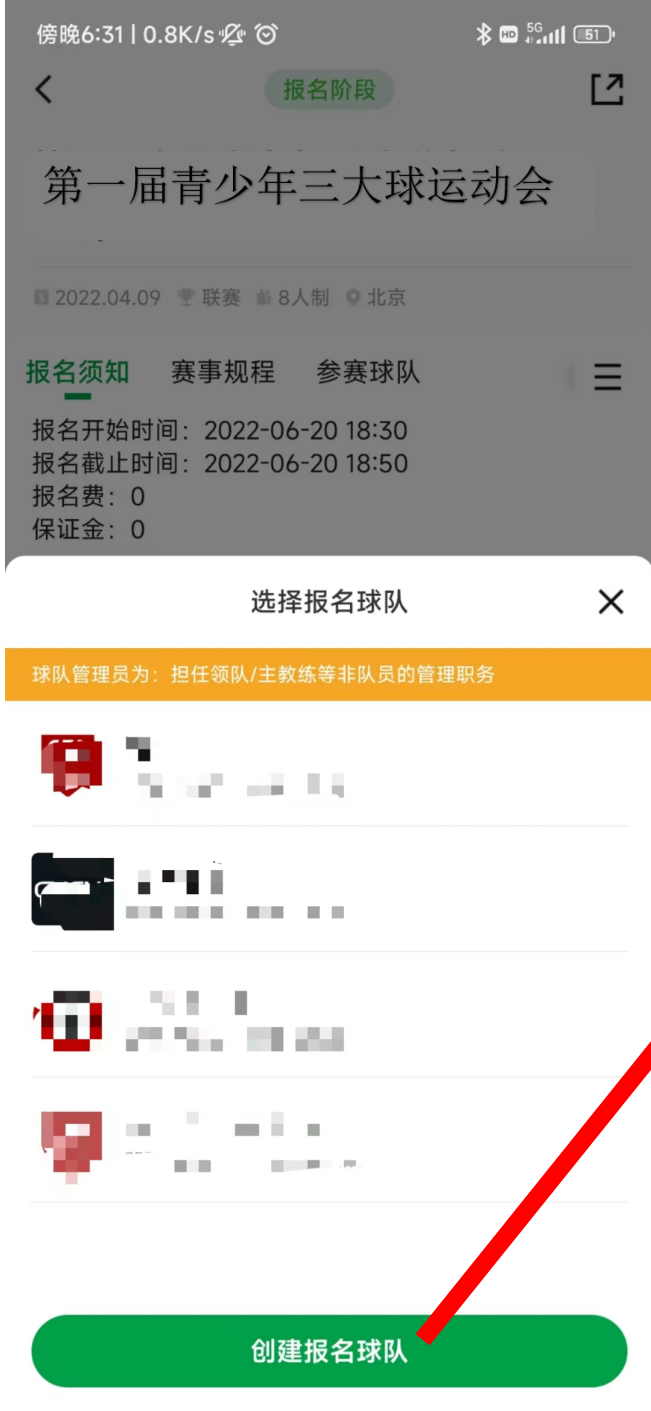 傍晚6:31 | 0.8K/s HD 5G 51
报名阶段
第一届青少年三大球运动会
2022.04.09 联赛 8人制 北京
报名须知 赛事规程 参赛球队
报名开始时间：2022-06-20 18:30
报名截止时间：2022-06-20 18:50
报名费：0
保证金：0
选择报名球队
球队管理员为：担任领队/主教练等非队员的管理职务
创建报名球队